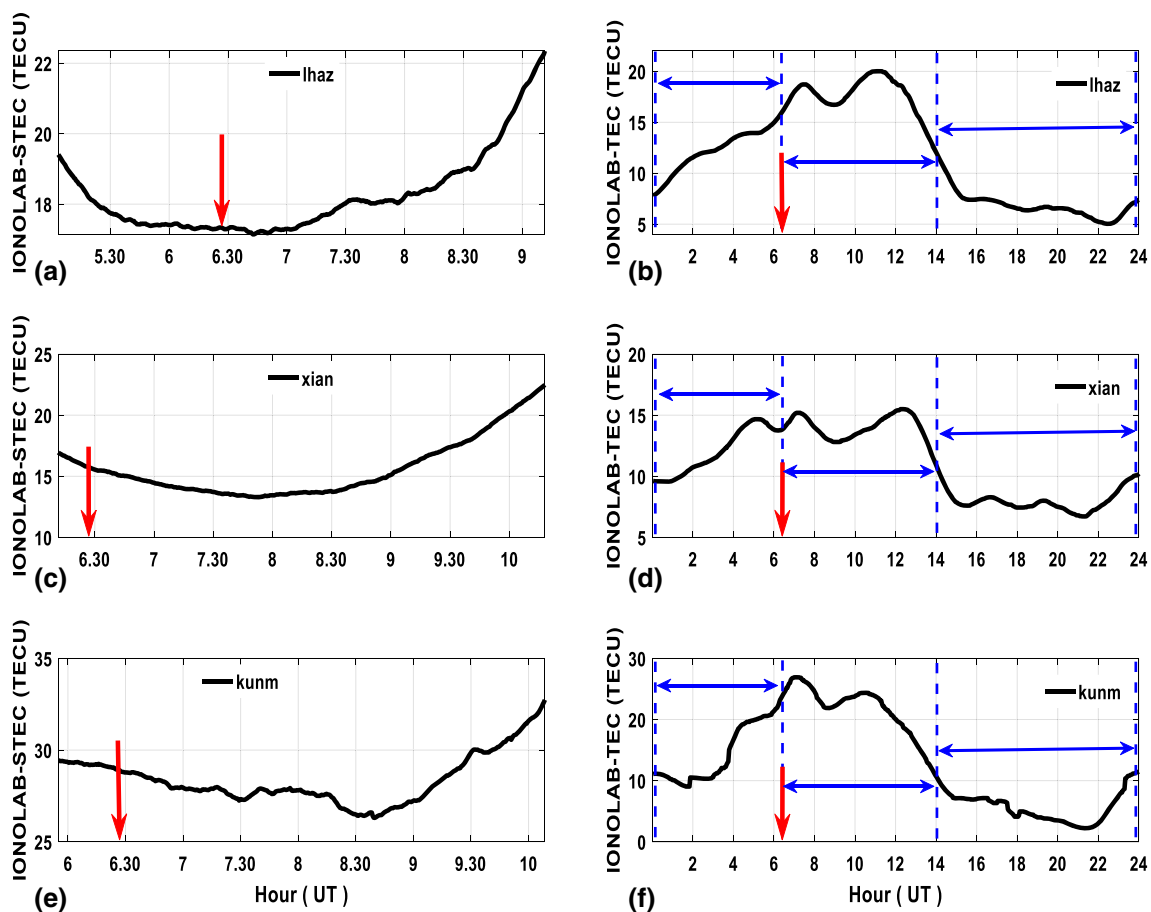 IONOLAB-STEC (TECU)
22
20
18
lhaz
5.30 6 6.30 7 7.30 8 8.30 9
(a)
IONOLAB-TEC (TECU)
20
15
10
5
lhaz
2 4 6 8 10 12 14 16 18 20 22 24
(b)
IONOLAB-STEC (TECU)
25
20
15
10
xian
6.30 7 7.30 8 8.30 9 9.30 10
(c)
IONOLAB-TEC (TECU)
20
15
10
5
xian
2 4 6 8 10 12 14 16 18 20 22 24
(d)
IONOLAB-STEC (TECU)
35
30
25
kunm
6 6.30 7 7.30 8 8.30 9 9.30 10
Hour ( UT )
(e)
IONOLAB-TEC (TECU)
30
20
10
0
kunm
2 4 6 8 10 12 14 16 18 20 22 24
Hour ( UT )
(f)